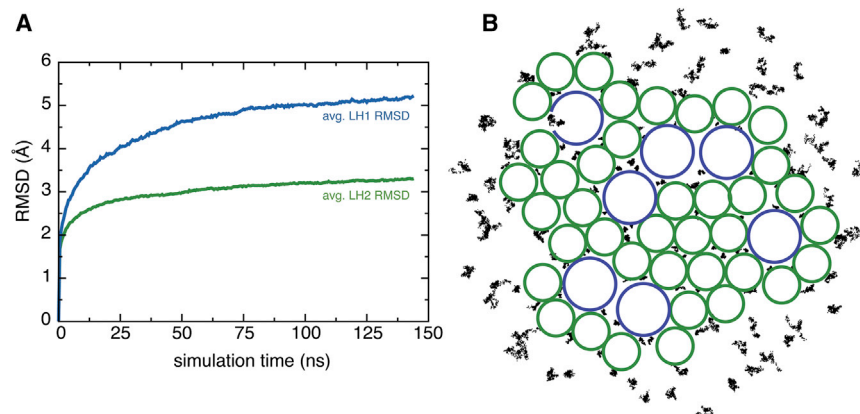 A
B
6
5
4
3
2
1
0
RMSD (Å)
avg. LH1 RMSD
avg. LH2 RMSD
0 25 50 75 100 125 150
simulation time (ns)